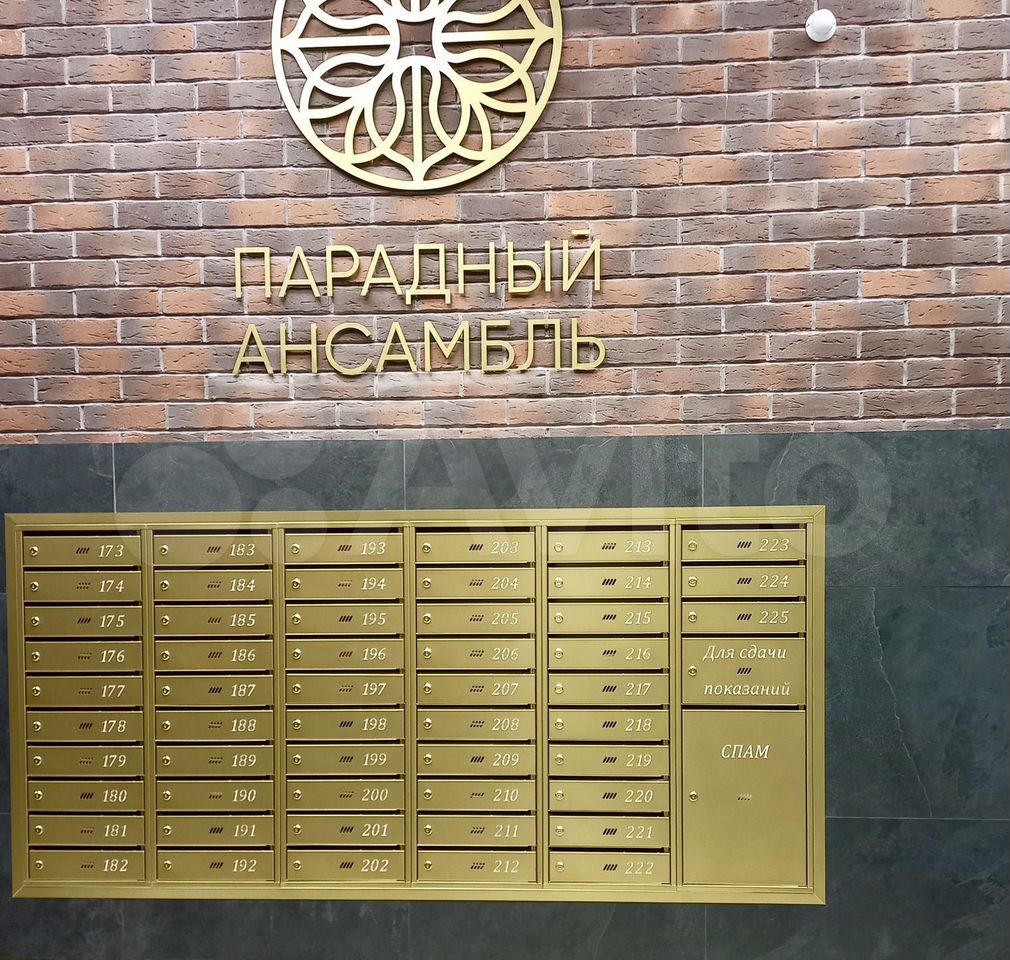 ПАРАДНЫЙ
АНСАМБЛЬ
Avito
173 183 193 203 213 223
174 184 194 204 214 224
175 185 195 205 215 225
176 186 196 206 216 Для сдачи
177 187 197 207 217 показаний
178 188 198 208 218
179 189 199 209 219 СПАМ
180 190 200 210 220
181 191 201 211 221
182 192 202 212 222